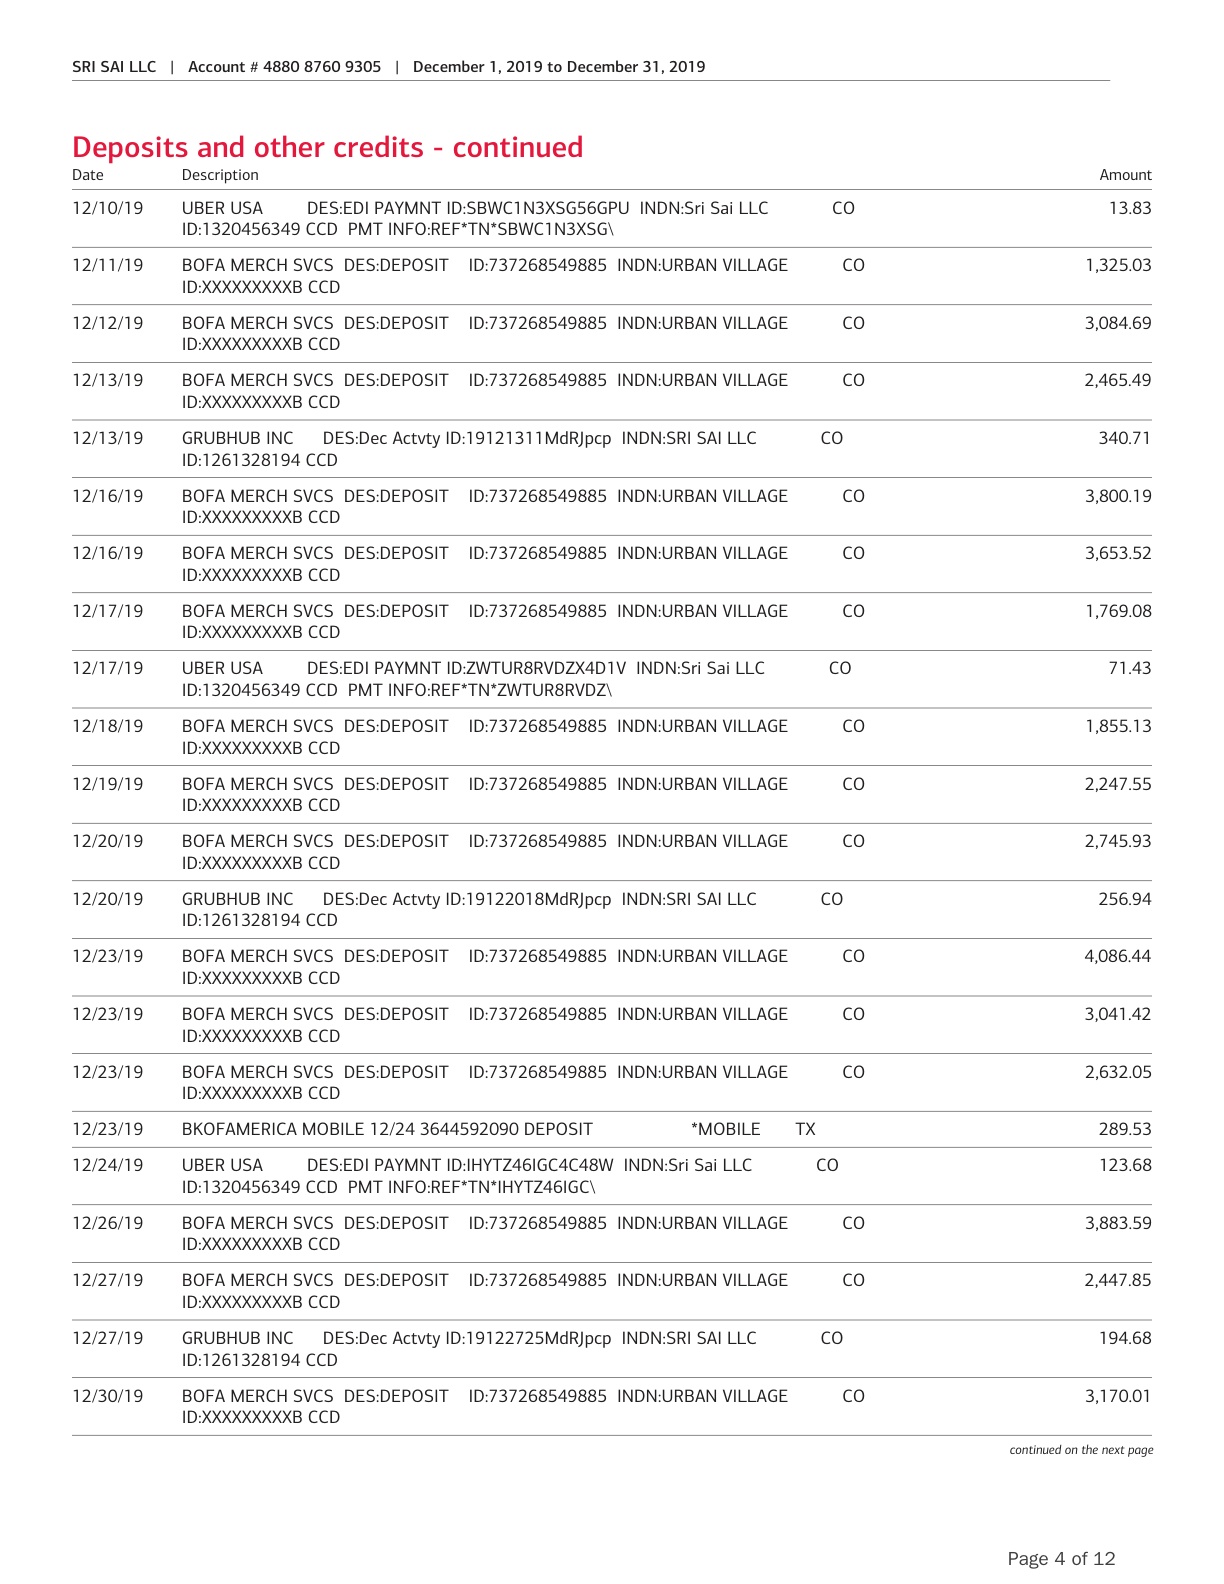 SRI SAI LLC | Account # 4880 8760 9305 | December 1, 2019 to December 31, 2019
Deposits and other credits - continued
Date Description Amount
12/10/19 UBER USA DES:EDI PAYMNT ID:SBWC1N3XSG56GPU INDN:Sri Sai LLC CO 13.83
ID:1320456349 CCD PMT INFO:REF*TN*SBWC1N3XSG\
12/11/19 BOFA MERCH SVCS DES:DEPOSIT ID:737268549885 INDN:URBAN VILLAGE CO 1,325.03
ID:XXXXXXXXXB CCD
12/12/19 BOFA MERCH SVCS DES:DEPOSIT ID:737268549885 INDN:URBAN VILLAGE CO 3,084.69
ID:XXXXXXXXXB CCD
12/13/19 BOFA MERCH SVCS DES:DEPOSIT ID:737268549885 INDN:URBAN VILLAGE CO 2,465.49
ID:XXXXXXXXXB CCD
12/13/19 GRUBHUB INC DES:Dec Actvty ID:19121311MdRJpcp INDN:SRI SAI LLC CO 340.71
ID:1261328194 CCD
12/16/19 BOFA MERCH SVCS DES:DEPOSIT ID:737268549885 INDN:URBAN VILLAGE CO 3,800.19
ID:XXXXXXXXXB CCD
12/16/19 BOFA MERCH SVCS DES:DEPOSIT ID:737268549885 INDN:URBAN VILLAGE CO 3,653.52
ID:XXXXXXXXXB CCD
12/17/19 BOFA MERCH SVCS DES:DEPOSIT ID:737268549885 INDN:URBAN VILLAGE CO 1,769.08
ID:XXXXXXXXXB CCD
12/17/19 UBER USA DES:EDI PAYMNT ID:ZWTUR8RVDZX4D1V INDN:Sri Sai LLC CO 71.43
ID:1320456349 CCD PMT INFO:REF*TN*ZWTUR8RVDZ\
12/18/19 BOFA MERCH SVCS DES:DEPOSIT ID:737268549885 INDN:URBAN VILLAGE CO 1,855.13
ID:XXXXXXXXXB CCD
12/19/19 BOFA MERCH SVCS DES:DEPOSIT ID:737268549885 INDN:URBAN VILLAGE CO 2,247.55
ID:XXXXXXXXXB CCD
12/20/19 BOFA MERCH SVCS DES:DEPOSIT ID:737268549885 INDN:URBAN VILLAGE CO 2,745.93
ID:XXXXXXXXXB CCD
12/20/19 GRUBHUB INC DES:Dec Actvty ID:19122018MdRJpcp INDN:SRI SAI LLC CO 256.94
ID:1261328194 CCD
12/23/19 BOFA MERCH SVCS DES:DEPOSIT ID:737268549885 INDN:URBAN VILLAGE CO 4,086.44
ID:XXXXXXXXXB CCD
12/23/19 BOFA MERCH SVCS DES:DEPOSIT ID:737268549885 INDN:URBAN VILLAGE CO 3,041.42
ID:XXXXXXXXXB CCD
12/23/19 BOFA MERCH SVCS DES:DEPOSIT ID:737268549885 INDN:URBAN VILLAGE CO 2,632.05
ID:XXXXXXXXXB CCD
12/23/19 BKOFAMERICA MOBILE 12/24 3644592090 DEPOSIT *MOBILE TX 289.53
12/24/19 UBER USA DES:EDI PAYMNT ID:IHYTZ46IGC4C48W INDN:Sri Sai LLC CO 123.68
ID:1320456349 CCD PMT INFO:REF*TN*IHYTZ46IGC\
12/26/19 BOFA MERCH SVCS DES:DEPOSIT ID:737268549885 INDN:URBAN VILLAGE CO 3,883.59
ID:XXXXXXXXXB CCD
12/27/19 BOFA MERCH SVCS DES:DEPOSIT ID:737268549885 INDN:URBAN VILLAGE CO 2,447.85
ID:XXXXXXXXXB CCD
12/27/19 GRUBHUB INC DES:Dec Actvty ID:19122725MdRJpcp INDN:SRI SAI LLC CO 194.68
ID:1261328194 CCD
12/30/19 BOFA MERCH SVCS DES:DEPOSIT ID:737268549885 INDN:URBAN VILLAGE CO 3,170.01
ID:XXXXXXXXXB CCD
continued on the next page
Page 4 of 12